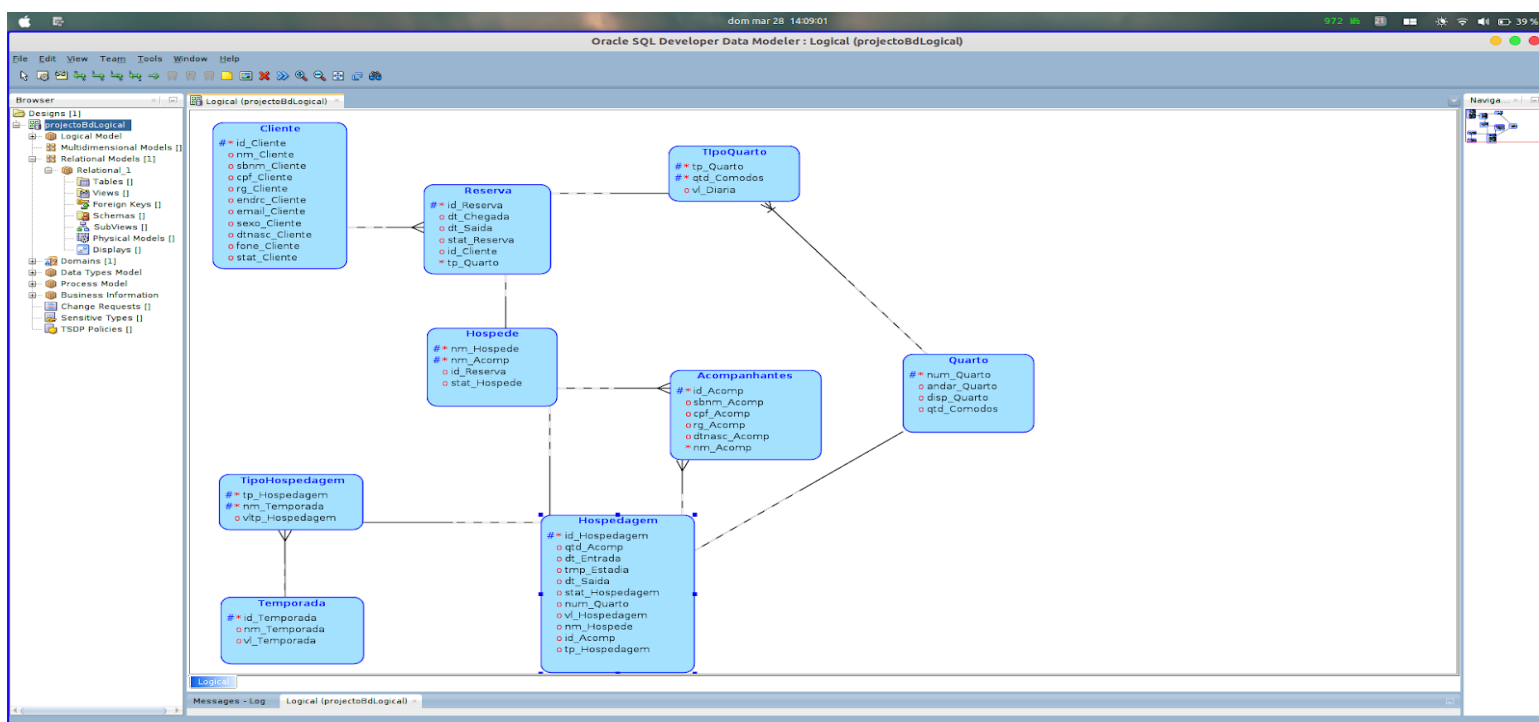 dom mar 28 14:09:01
972
21
39 %
Oracle SQL Developer Data Modeler : Logical (projectoBdLogical)
File Edit View Team Tools Window Help
Browser
Designs [1]
projectoBdLogical
Logical Model
Multidimensional Models []
Relational Models [1]
Relational_1
Tables []
Views []
Foreign Keys []
Schemas []
SubViews []
Physical Models []
Displays []
Domains [1]
Data Types Model
Process Model
Business Information
Change Requests []
Sensitive Types []
TSDP Policies []
Logical (projectoBdLogical)
Naviga...
Cliente
# * id_Cliente
o nm_Cliente
o sbnm_Cliente
o cpf_Cliente
o rg_Cliente
o endrc_Cliente
o email_Cliente
o sexo_Cliente
o dtnasc_Cliente
o fone_Cliente
o stat_Cliente
Reserva
# * id_Reserva
o dt_Chegada
o dt_Saida
o stat_Reserva
o id_Cliente
* tp_Quarto
TIpoQuarto
# * tp_Quarto
# * qtd_Comodos
o vl_Diaria
Hospede
# * nm_Hospede
# * nm_Acomp
o id_Reserva
o stat_Hospede
Acompanhantes
# * id_Acomp
o sbnm_Acomp
o cpf_Acomp
o rg_Acomp
o dtnasc_Acomp
* nm_Acomp
Quarto
# * num_Quarto
o andar_Quarto
o disp_Quarto
o qtd_Comodos
TipoHospedagem
# * tp_Hospedagem
# * nm_Temporada
o vltp_Hospedagem
Temporada
# * id_Temporada
o nm_Temporada
o vl_Temporada
Hospedagem
# * id_Hospedagem
o qtd_Acomp
o dt_Entrada
o tmp_Estadia
o dt_Saida
o stat_Hospedagem
o num_Quarto
o vl_Hospedagem
o nm_Hospede
o id_Acomp
o tp_Hospedagem
Logical
Messages - Log
Logical (projectoBdLogical)